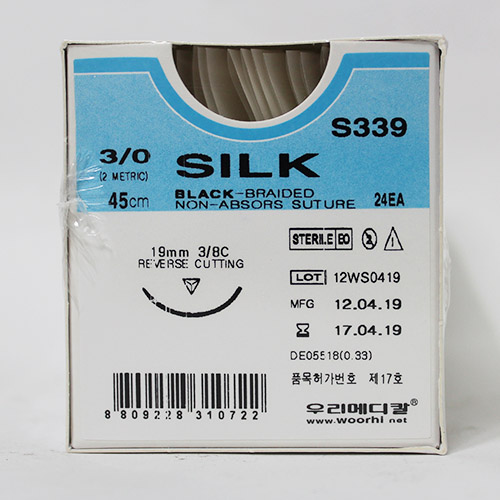 S339
3/0
(2 METRIC)
45cm
SILK
BLACK-BRAIDED
NON-ABSORS SUTURE
24EA
19mm 3/8C
REVERSE CUTTING
STERILE EO
LOT 12WS0419
MFG 12.04.19
17.04.19
DE05518(0.33)
품목허가번호 제17호
8 809228 310722
우리메디칼®
www.woorhi.net